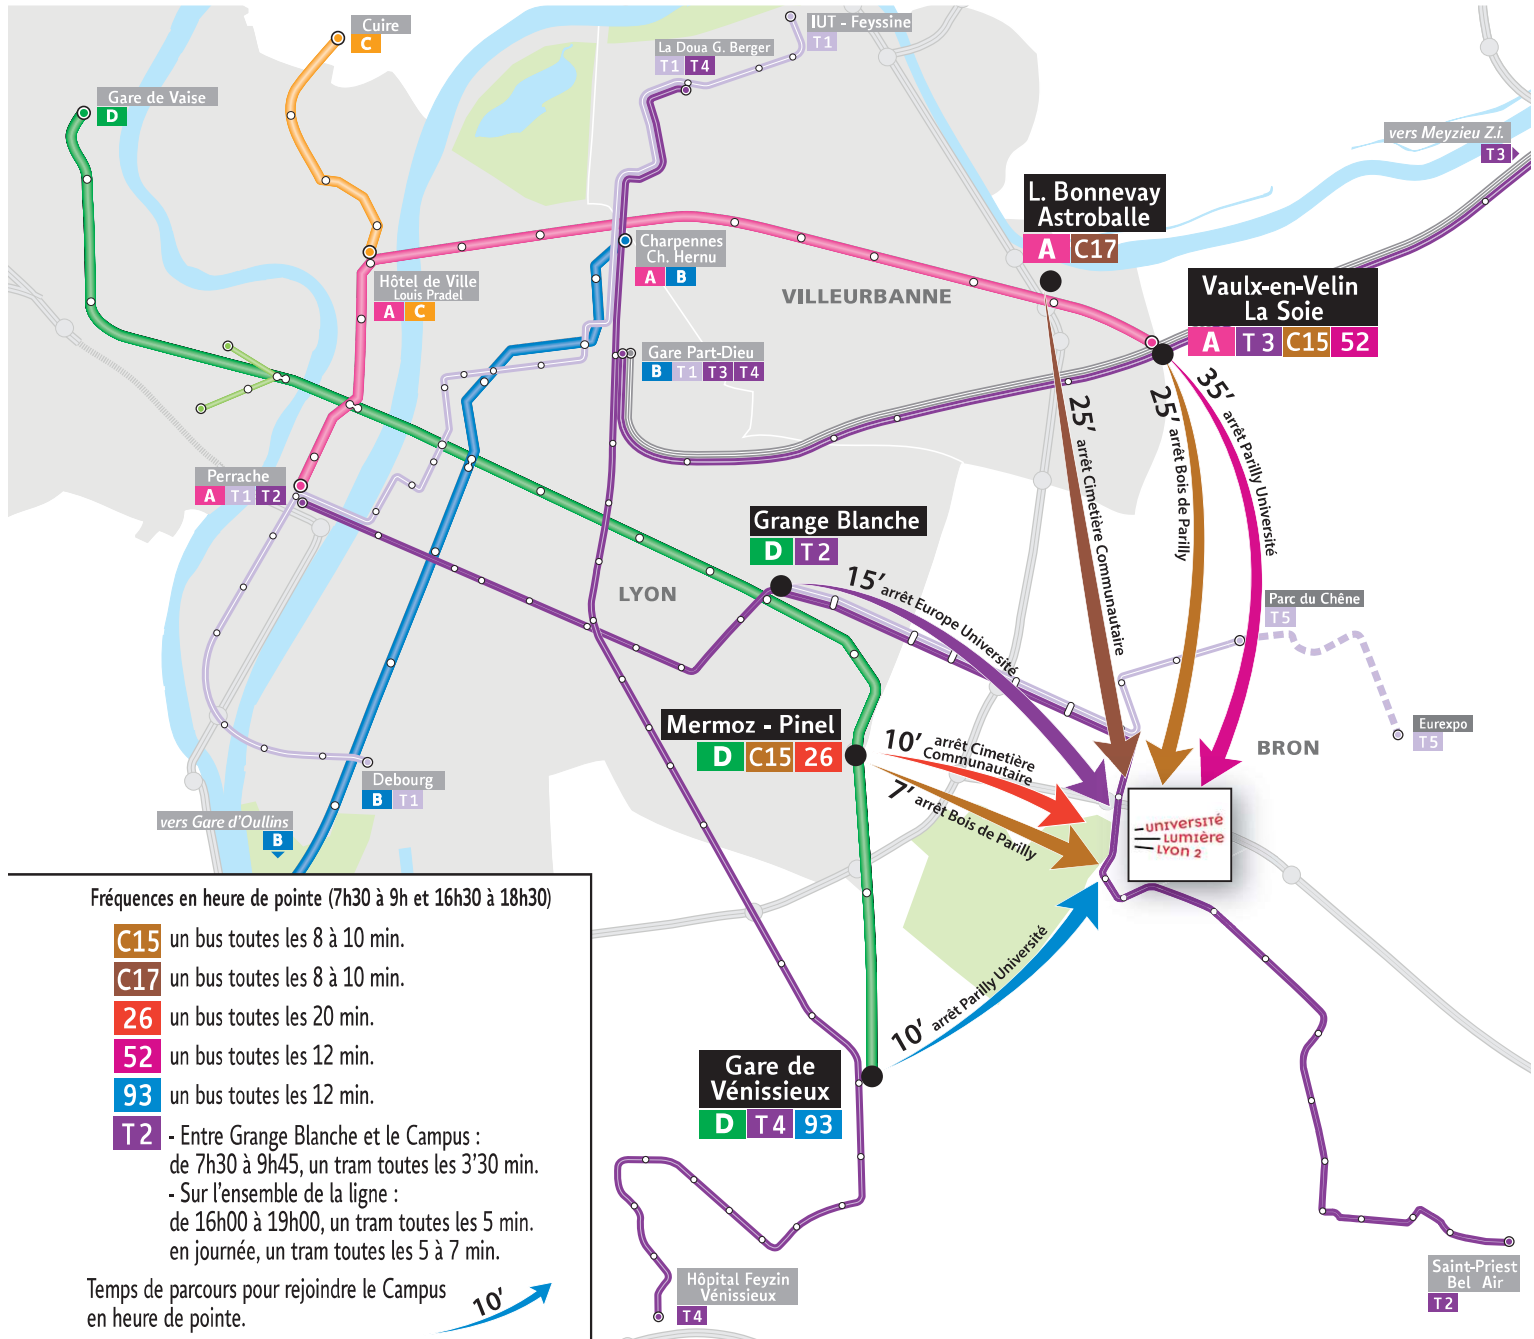 Cuire
C
IUT - Feyssine
T1
La Doua G. Berger
T1 T4
Gare de Vaise
D
vers Meyzieu Z.i.
T3
L. Bonnevay
Astroballe
A C17
Charpennes
Ch. Hernu
A B
Hôtel de Ville
Louis Pradel
A C
VILLEURBANNE
Vaulx-en-Velin
La Soie
A T3 C15 52
Gare Part-Dieu
B T1 T3 T4
25' arrêt Cimetière Communautaire
25' arrêt Bois de Parilly
35' arrêt Parilly Université
Perrache
A T1 T2
Grange Blanche
D T2
15' arrêt Europe Université
LYON
Parc du Chêne
T5
Mermoz - Pinel
D C15 26
10' arrêt Cimetière
Communautaire
7' arrêt Bois de Parilly
BRON
Eurexpo
T5
Debourg
B T1
vers Gare d'Oullins
B
UNIVERSITÉ
LUMIÈRE
LYON 2
10' arrêt Parilly Université
Gare de
Vénissieux
D T4 93
Hôpital Feyzin
Vénissieux
T4
Saint-Priest
Bel Air
T2
Fréquences en heure de pointe (7h30 à 9h et 16h30 à 18h30)
C15 un bus toutes les 8 à 10 min.
C17 un bus toutes les 8 à 10 min.
26 un bus toutes les 20 min.
52 un bus toutes les 12 min.
93 un bus toutes les 12 min.
T2 - Entre Grange Blanche et le Campus :
de 7h30 à 9h45, un tram toutes les 3'30 min.
- Sur l'ensemble de la ligne :
de 16h00 à 19h00, un tram toutes les 5 min.
en journée, un tram toutes les 5 à 7 min.
Temps de parcours pour rejoindre le Campus
en heure de pointe.
10'